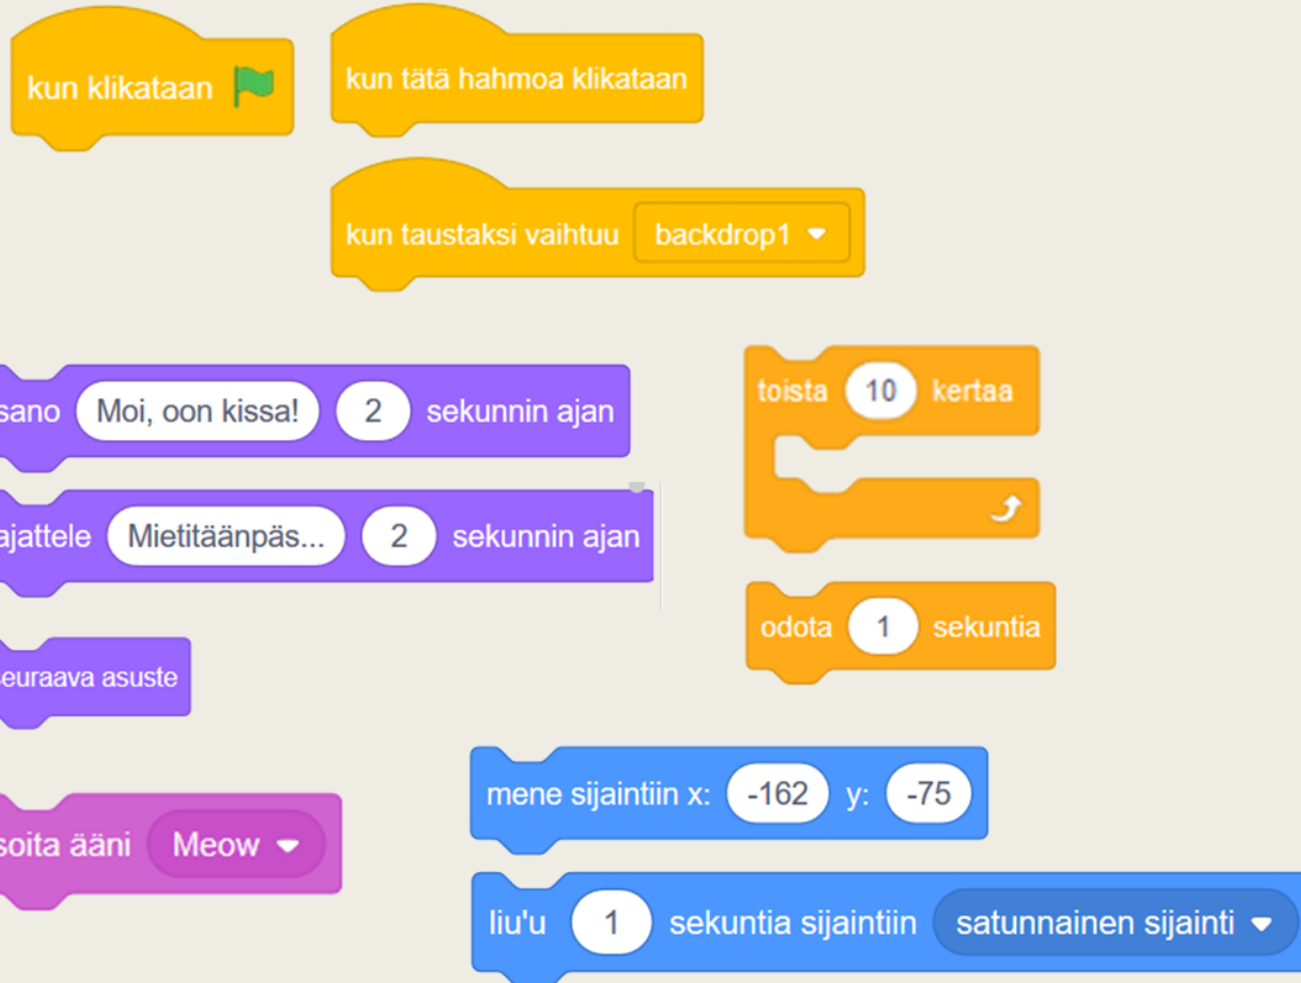 kun klikataan
kun tätä hahmoa klikataan
kun taustaksi vaihtuu backdrop1
sano Moi, oon kissa! 2 sekunnin ajan
ajattele Mietitäänpäs... 2 sekunnin ajan
euraava asuste
soita ääni Meow
toista 10 kertaa
odota 1 sekuntia
mene sijaintiin x: -162 y: -75
liu'u 1 sekuntia sijaintiin satunnainen sijainti